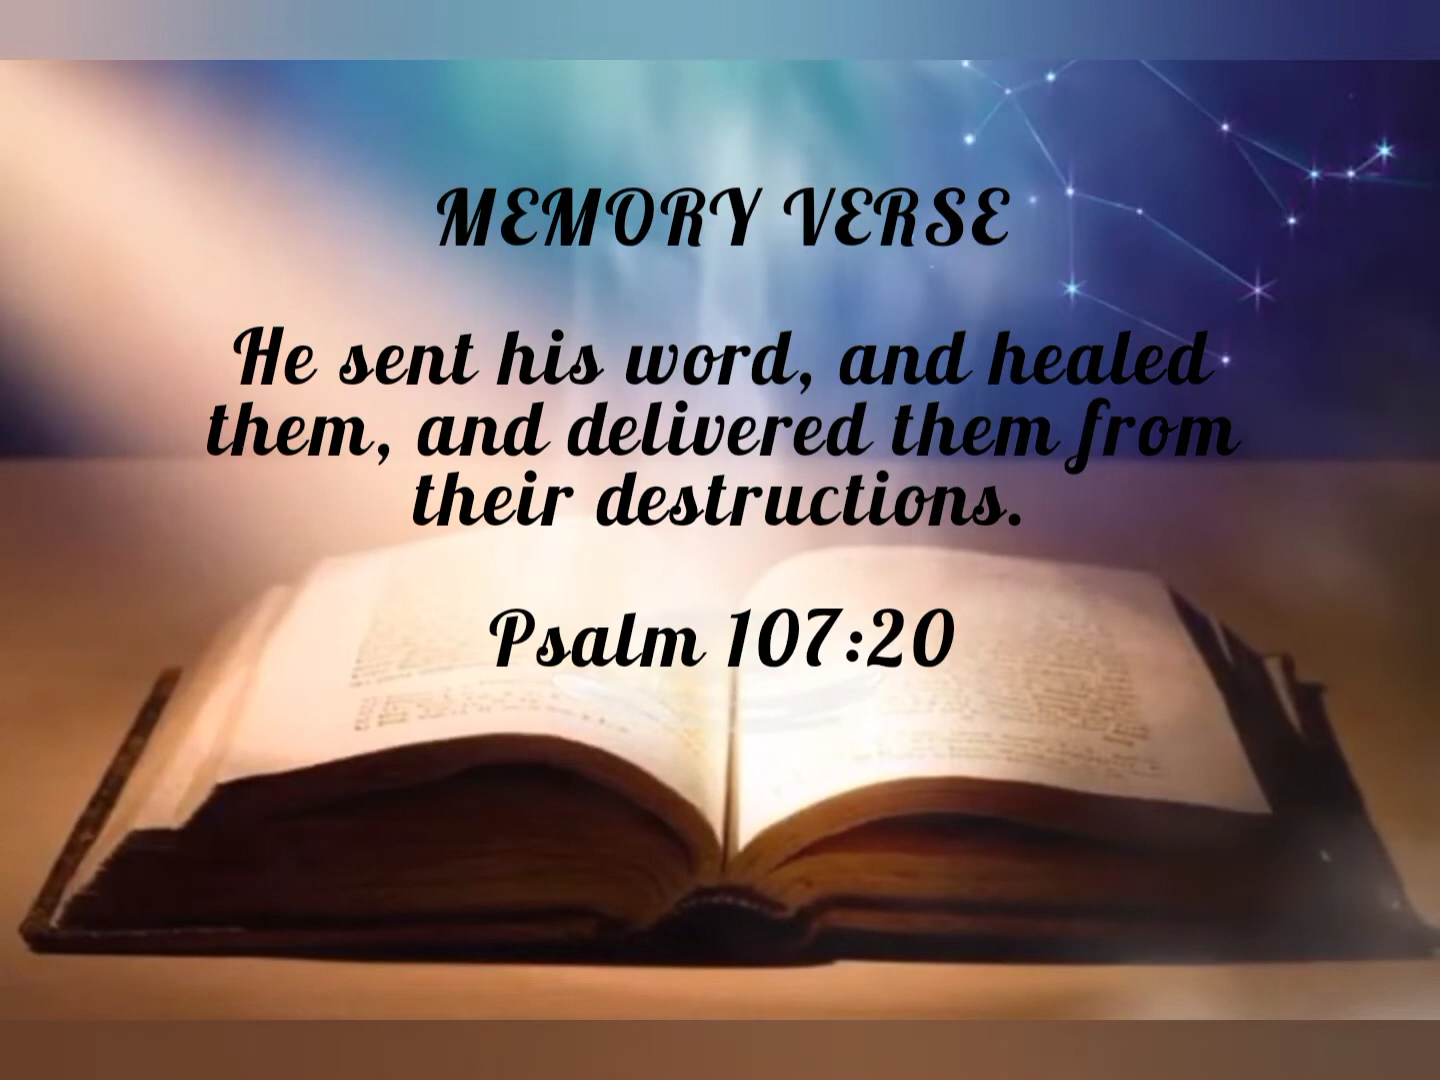 MEMORY VERSE
He sent his word, and healed
them, and delivered them from
their destructions.
Psalm 107:20